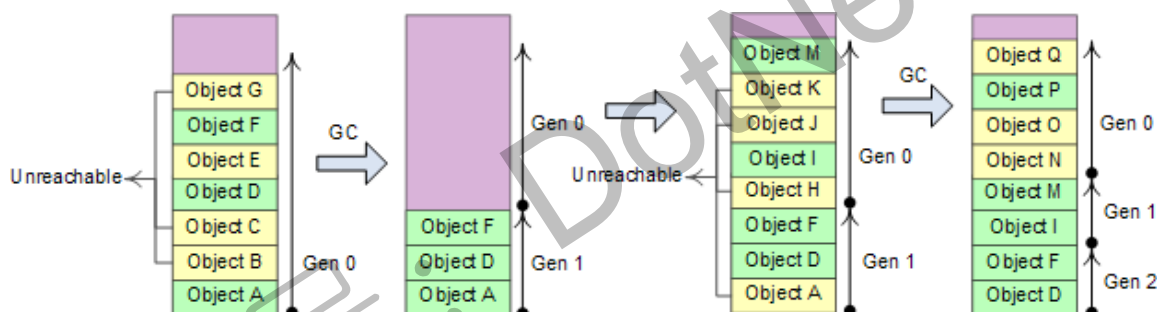 Object G
Object F
Object E
Object D
Object C
Object B
Object A
Unreachable
Gen 0
GC
Object F
Object D
Object A
Gen 0
Gen 1
Object M
Object K
Object J
Object I
Object H
Object F
Object D
Object A
Unreachable
Gen 0
Gen 1
GC
Object Q
Object P
Object O
Object N
Object M
Object I
Object F
Object D
Gen 0
Gen 1
Gen 2
DotNe